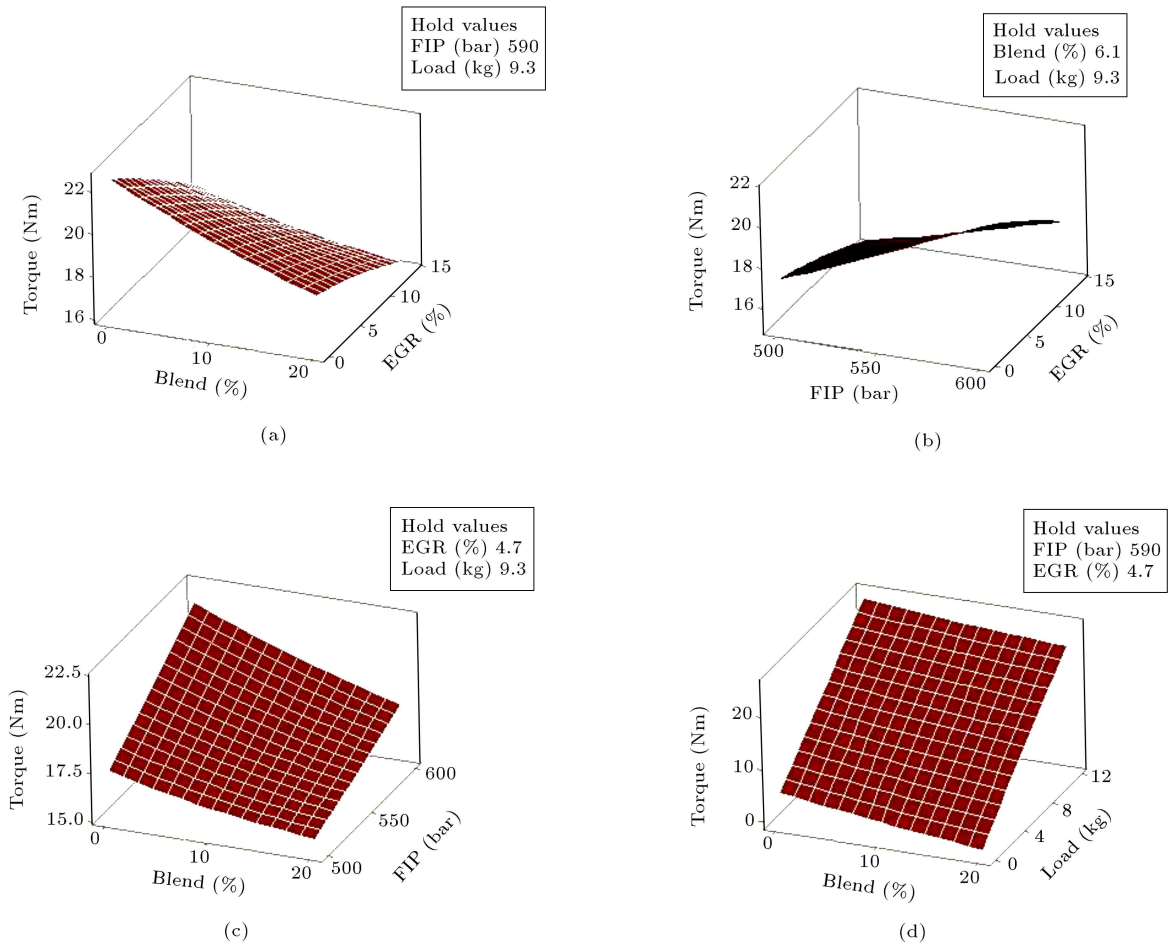 Hold values
FIP (bar) 590
Load (kg) 9.3
Torque (Nm)
22
20
18
16
0
10
20
Blend (%)
0
5
10
15
EGR (%)
(a)
Hold values
Blend (%) 6.1
Load (kg) 9.3
Torque (Nm)
22
20
18
16
500
550
600
FIP (bar)
0
5
10
15
EGR (%)
(b)
Hold values
EGR (%) 4.7
Load (kg) 9.3
Torque (Nm)
22.5
20.0
17.5
15.0
0
10
20
Blend (%)
500
550
600
FIP (bar)
(c)
Hold values
FIP (bar) 590
EGR (%) 4.7
Torque (Nm)
20
10
0
0
10
20
Blend (%)
0
4
8
12
Load (kg)
(d)